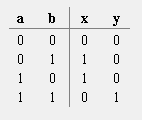 a b x y
0 0 0 0
0 1 1 0
1 0 1 0
1 1 0 1